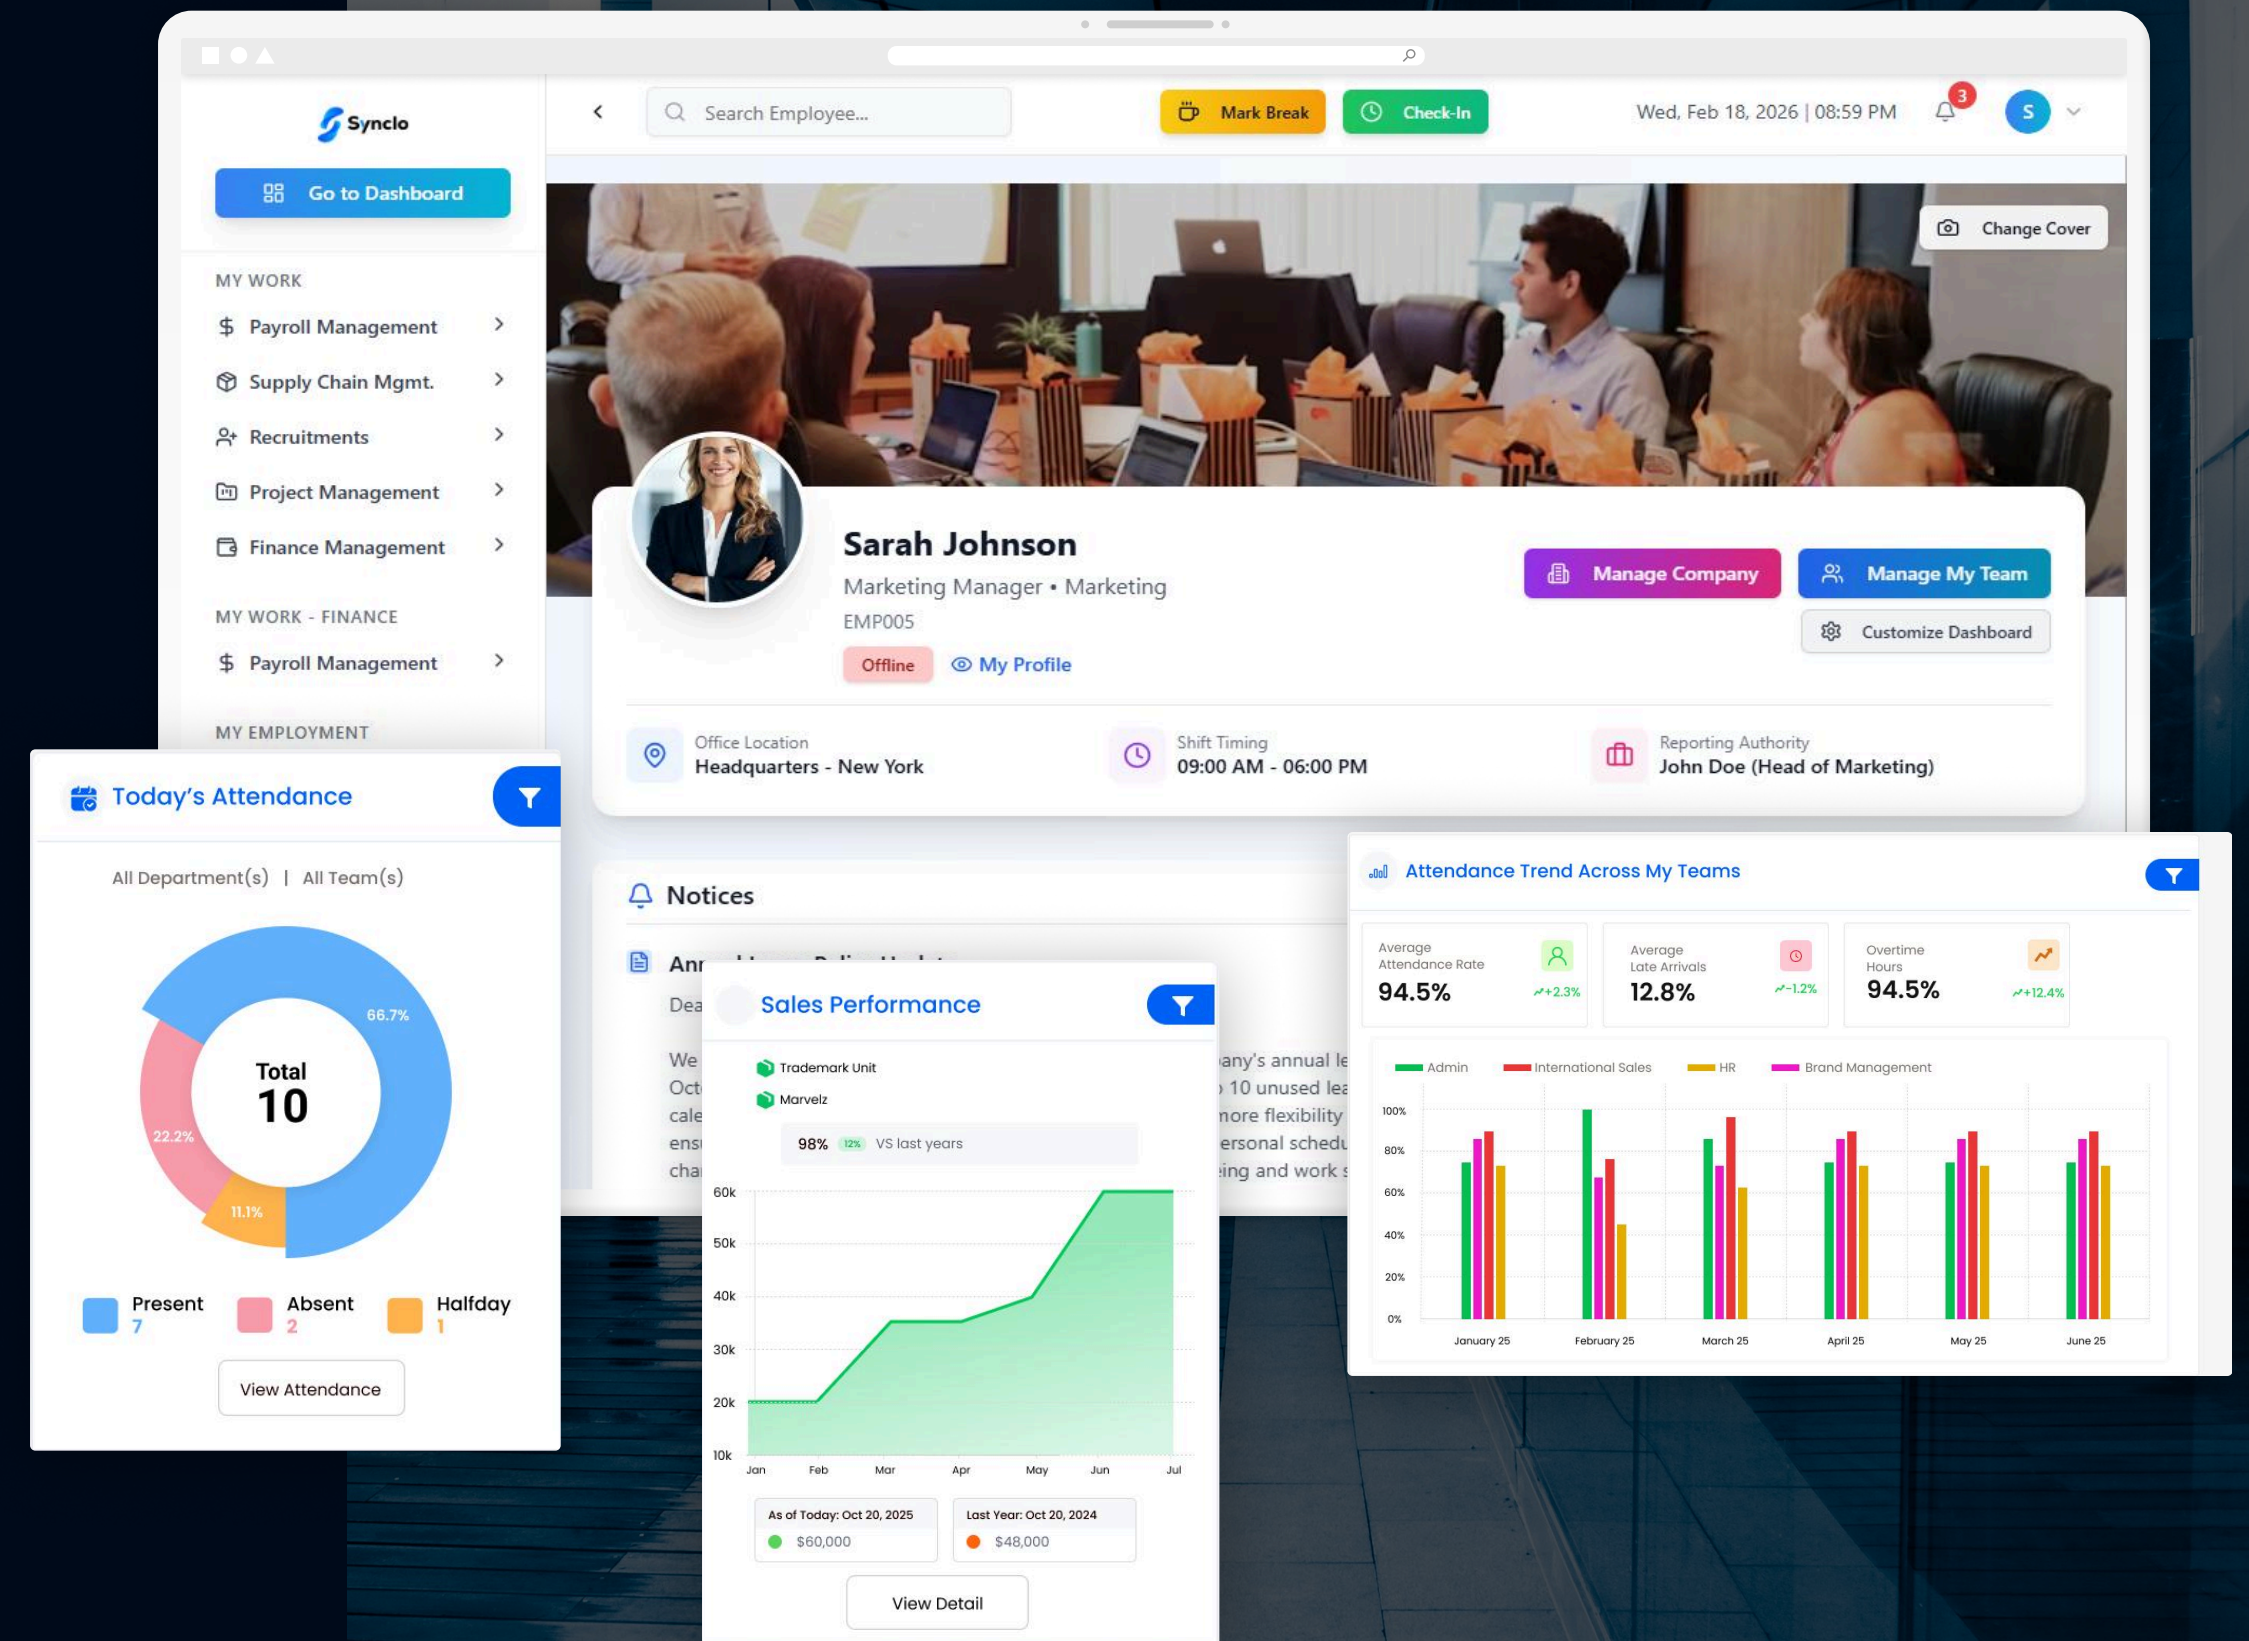 Synclo
Search Employee...
Mark Break
Check-In
Wed, Feb 18, 2026 | 08:59 PM
3
S
Go to Dashboard
Change Cover
MY WORK
Payroll Management
Supply Chain Mgmt.
Recruitments
Project Management
Finance Management
MY WORK - FINANCE
Payroll Management
MY EMPLOYMENT
Sarah Johnson
Marketing Manager • Marketing
EMP005
Offline
My Profile
Manage Company
Manage My Team
Customize Dashboard
Office Location
Headquarters - New York
Shift Timing
09:00 AM - 06:00 PM
Reporting Authority
John Doe (Head of Marketing)
Today's Attendance
All Department(s) | All Team(s)
66.7%
22.2%
11.1%
Total
10
Present
7
Absent
2
Halfday
1
View Attendance
Notices
We
any's annual
10 unused
more flexibility
and work
Sales Performance
Trademark Unit
Marvelz
98% 12% VS last years
60k
50k
40k
30k
20k
10k
Jan Feb Mar Apr May Jun Jul
As of Today: Oct 20, 2025
$60,000
Last Year: Oct 20, 2024
$48,000
View Detail
Attendance Trend Across My Teams
Average
Attendance Rate
94.5%
+2.3%
Average
Late Arrivals
12.8%
-1.2%
Overtime
Hours
94.5%
+12.4%
Admin International Sales HR Brand Management
100%
80%
60%
40%
20%
0%
January 25 February 25 March 25 April 25 May 25 June 25